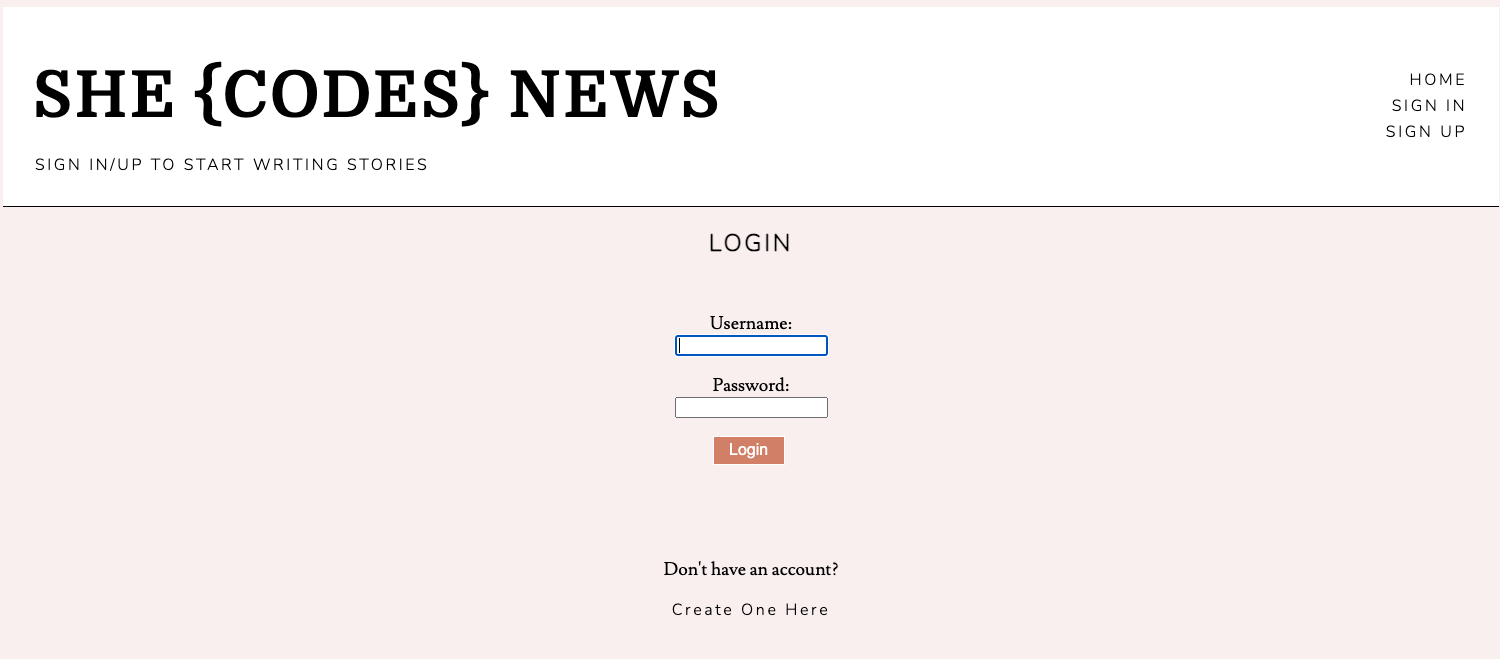 SHE {CODES} NEWS
SIGN IN/UP TO START WRITING STORIES
HOME
SIGN IN
SIGN UP
LOGIN
Username:
Password:
Login
Don't have an account?
Create One Here